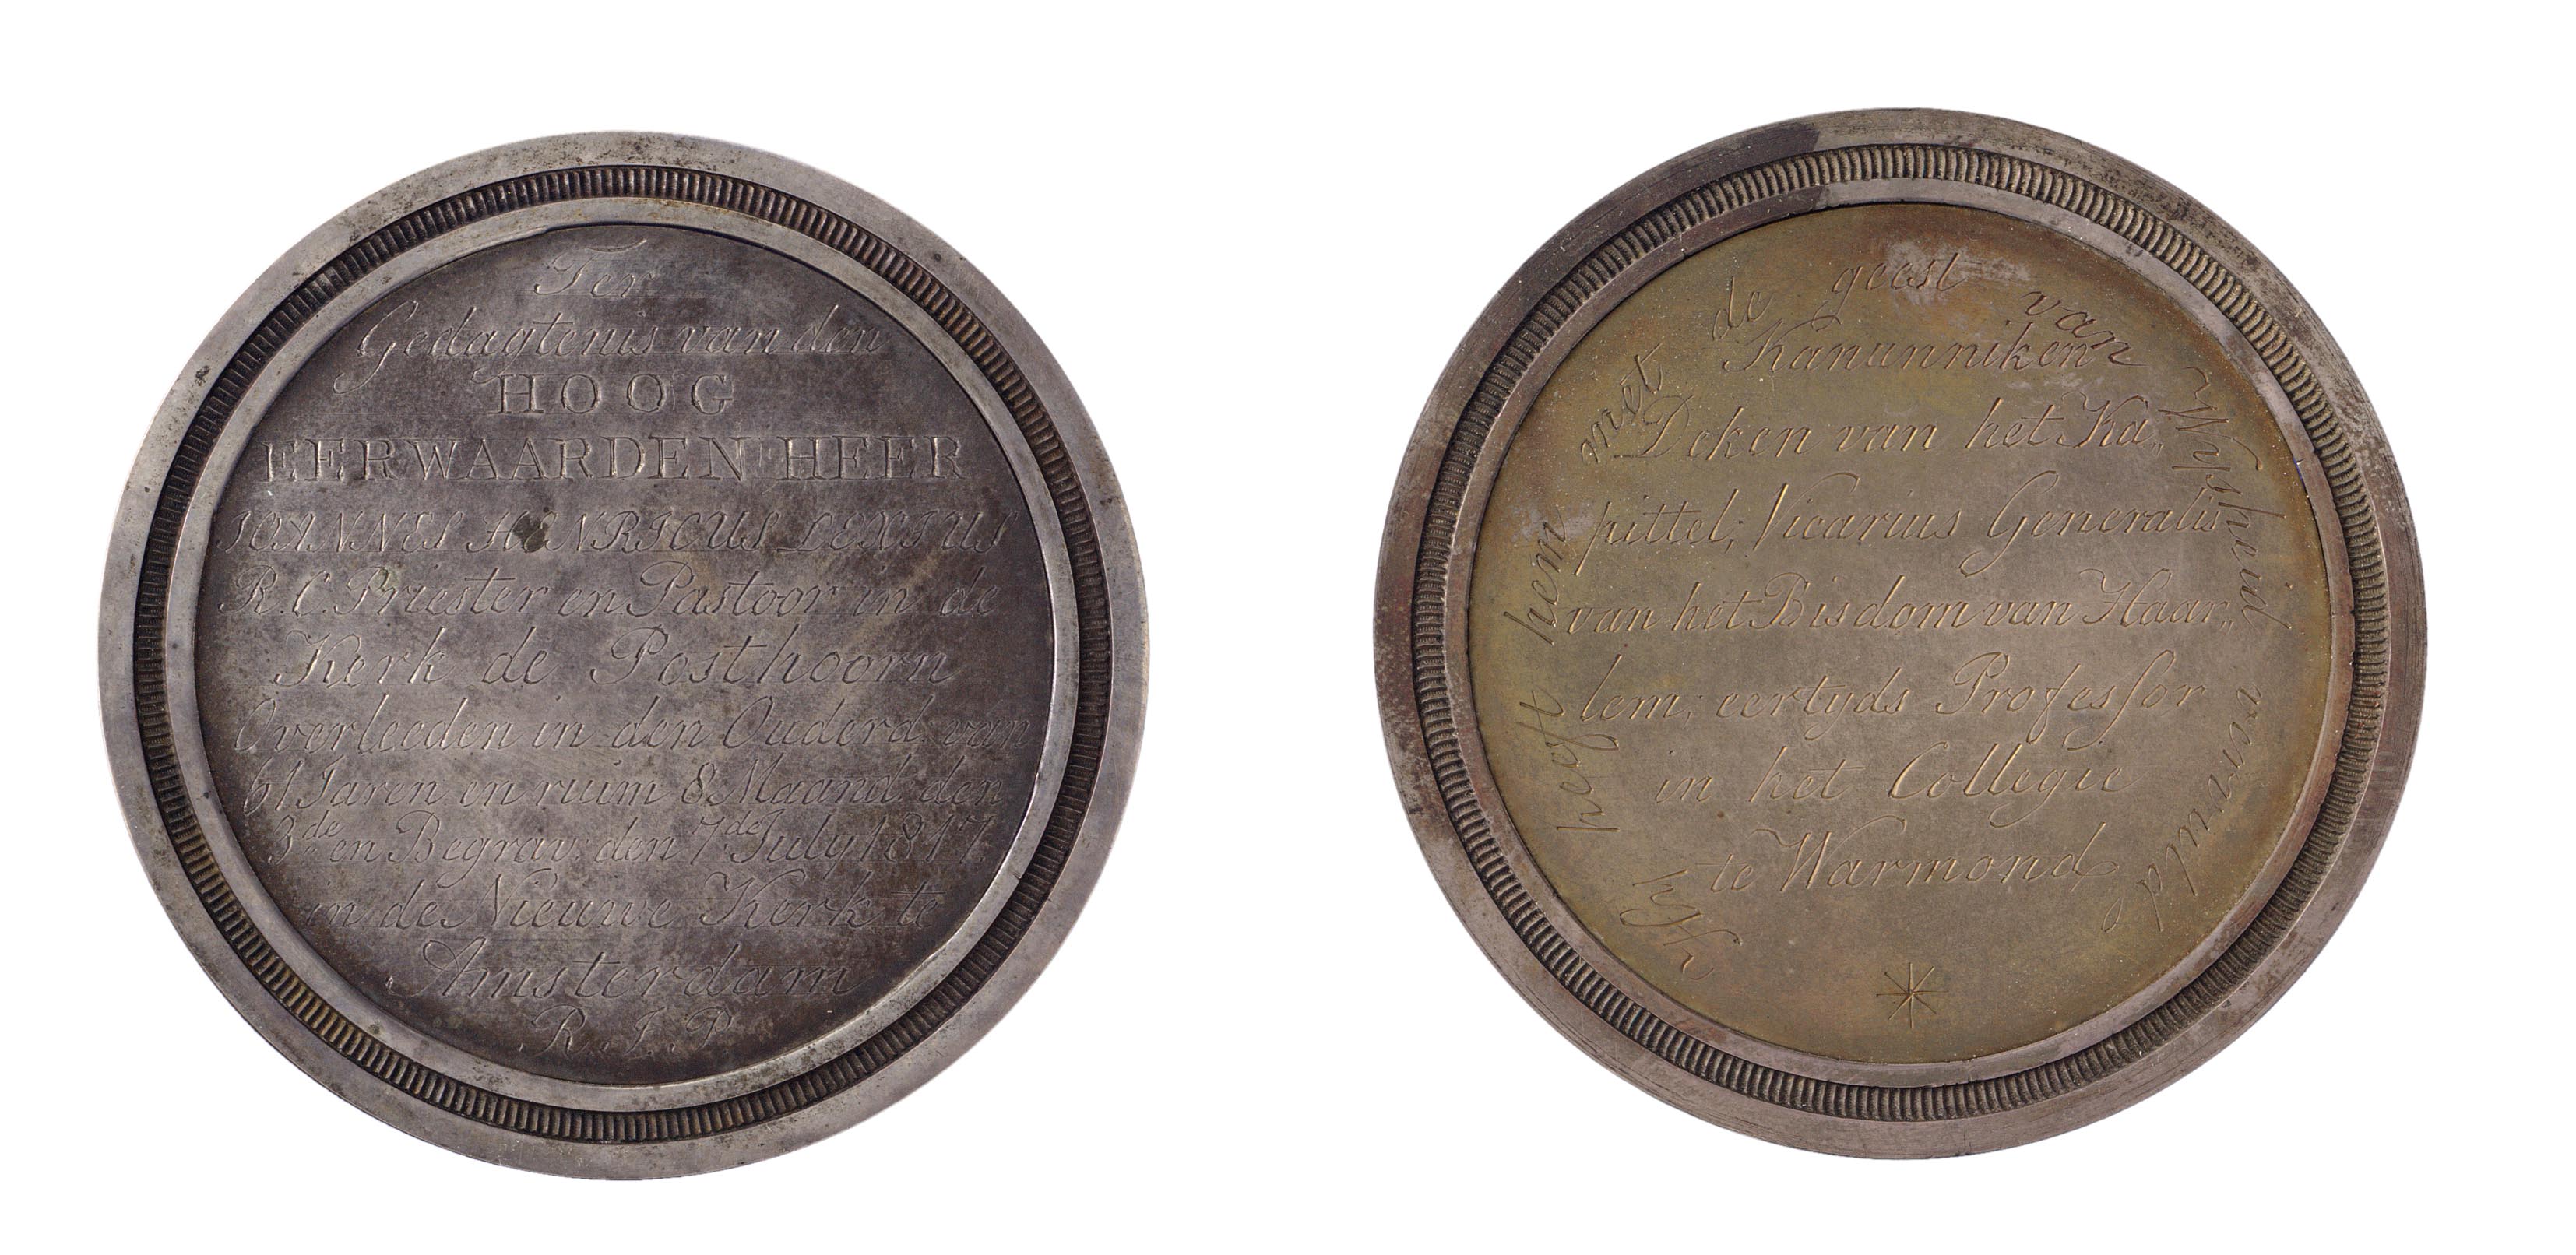 Ter
Gedagtenis van den
HOOG
EERWAARDEN HEER
IOANNES HENRICUS LEXIUS
R.C. Priester en Pastoor in de
Kerk de Posthoorn
Overleeden in den Ouderd van
61 Jaren en ruim 8 Maand den
3de en Begrav: den 7de July 1817.
in de Nieuwe Kerk te
Amsterdam
R.I.P.
Hy heeft hem met de geest van Wysheid vervuld
Kanunniken
Deken van het Ka„
pittel; Vicarius Generalis
van het Bisdom van Haar„
lem; eertyds Professor
in het Collegie
te Warmond